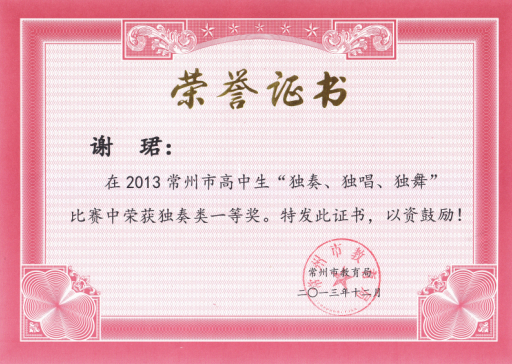 荣誉证书
谢 珺:
在2013常州市高中生“独奏、独唱、独舞”
比赛中荣获独奏类一等奖。特发此证书，以资鼓励！
常州市教育局
常州市教育局
二〇一三年十二月